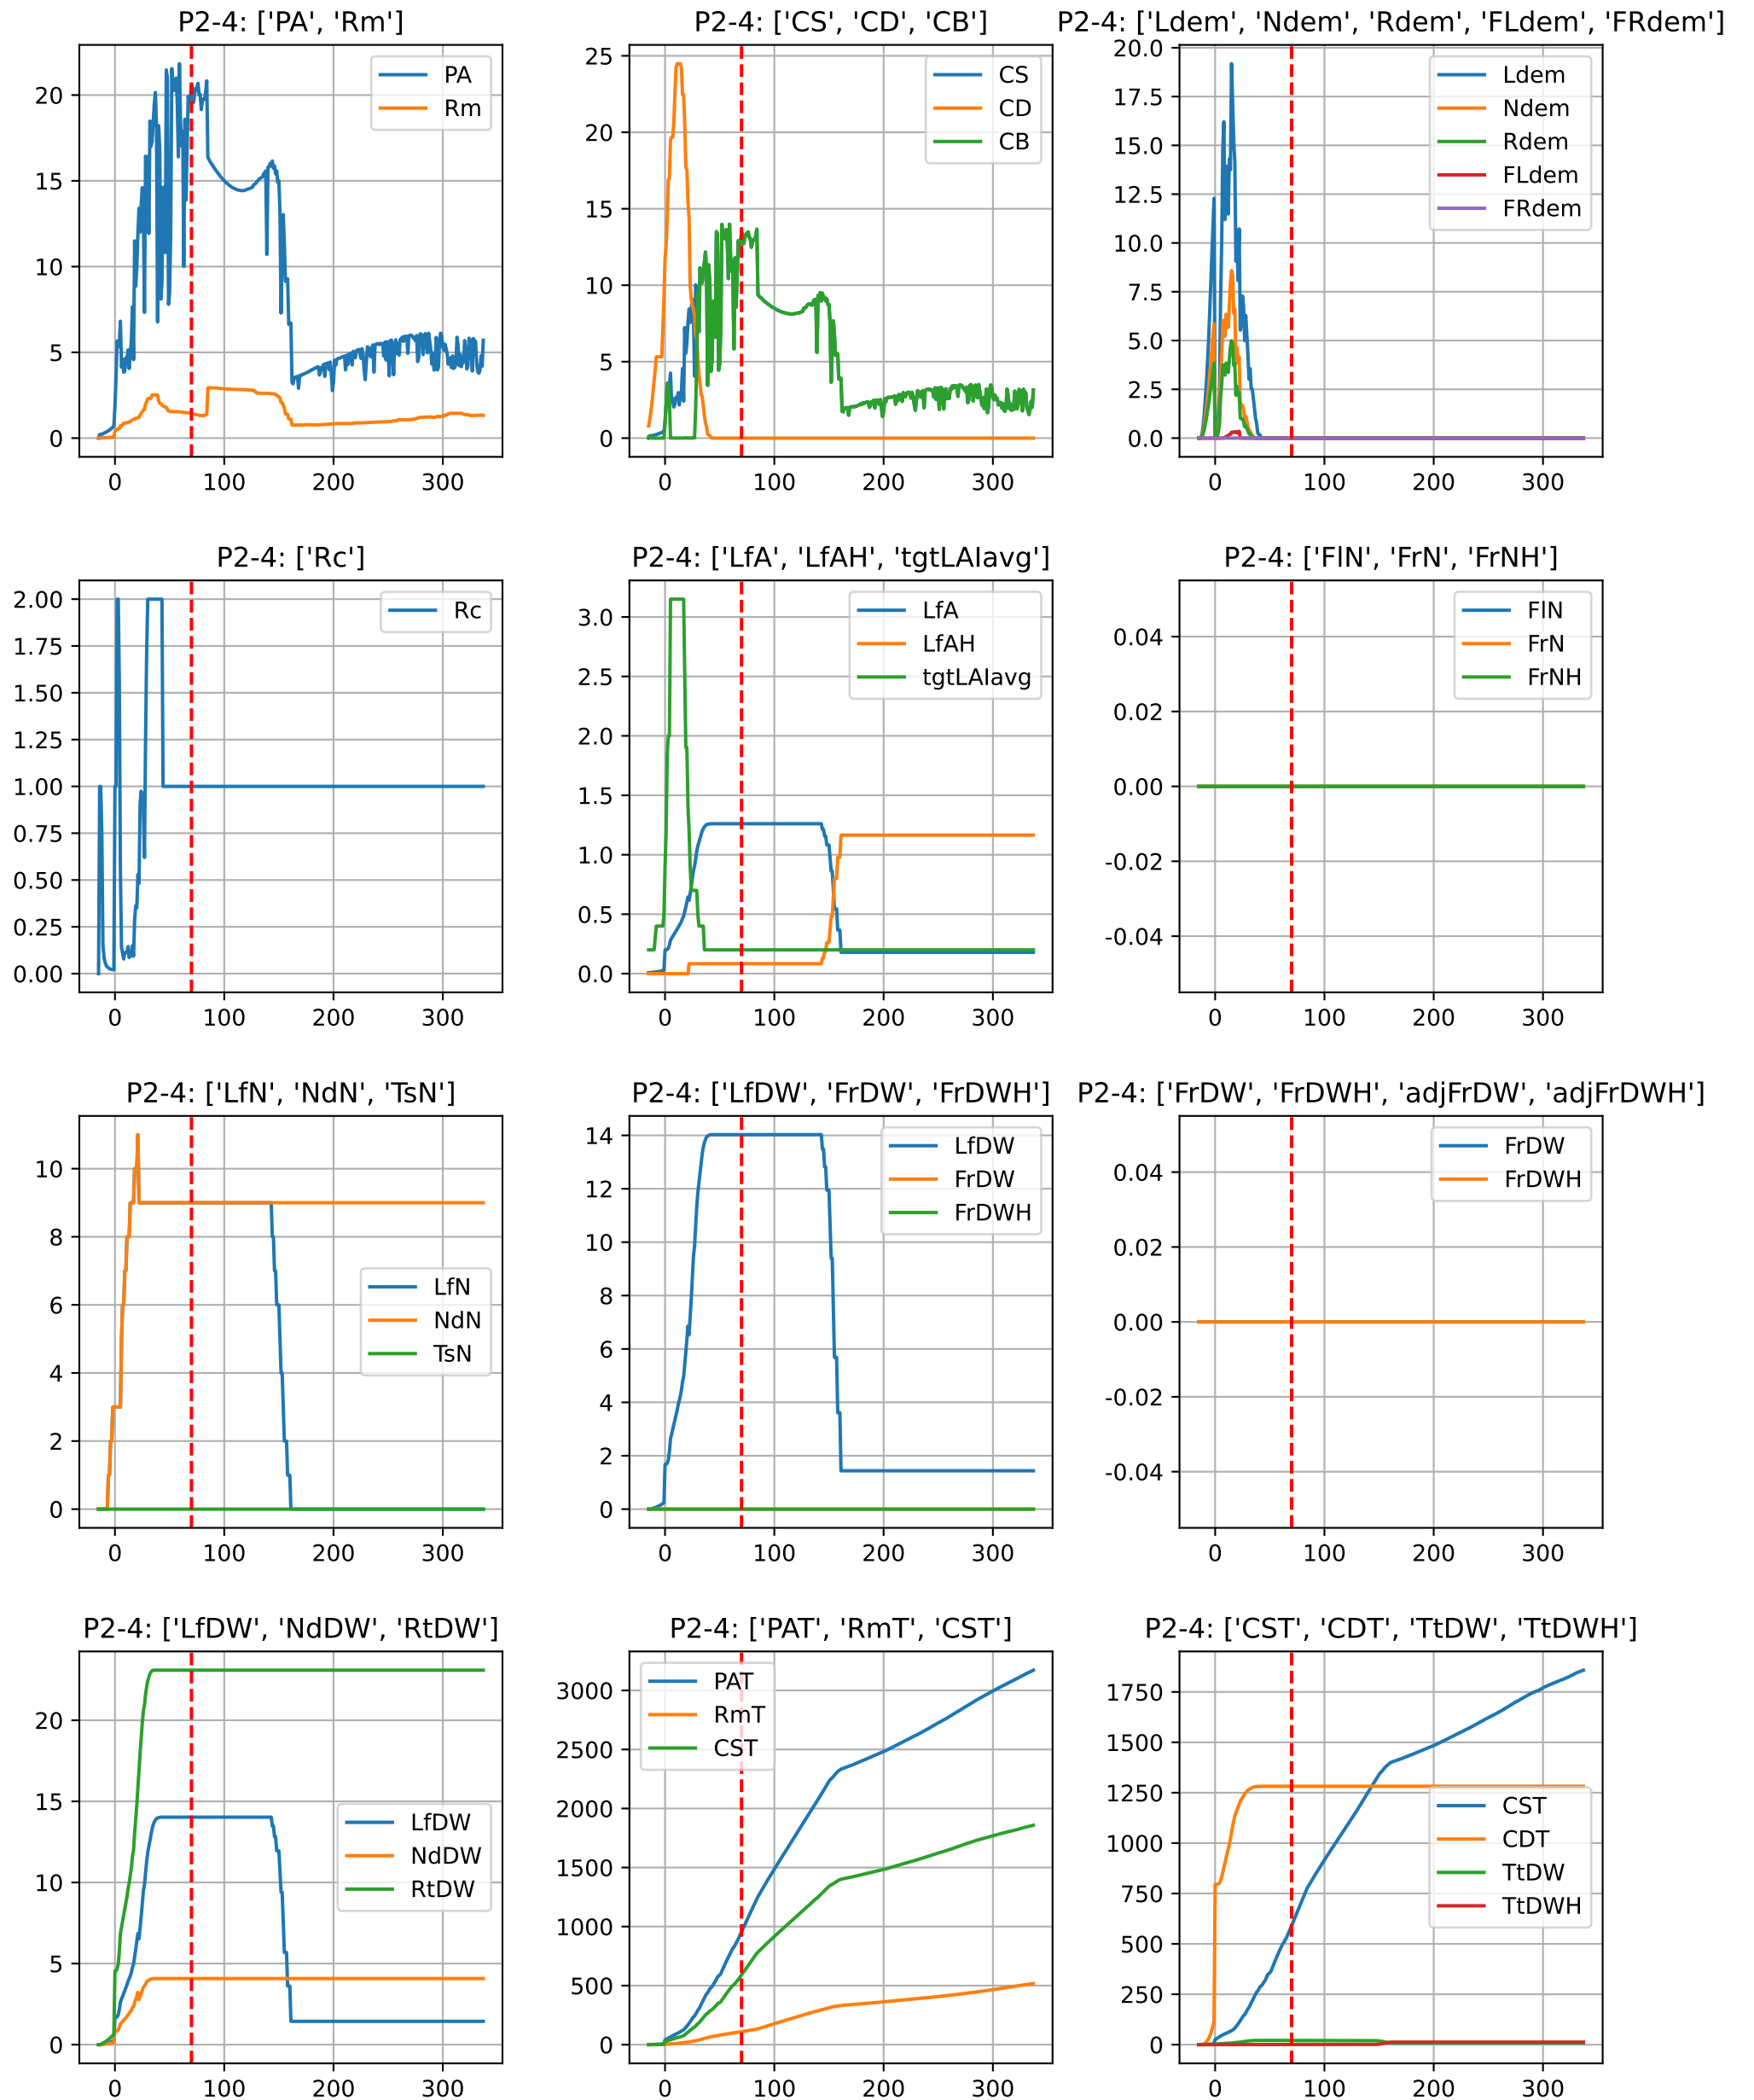 P2-4: ['PA', 'Rm']
20
15
10
5
0
0 100 200 300
PA
Rm
P2-4: ['CS', 'CD', 'CB']
25
20
15
10
5
0
0 100 200 300
CS
CD
CB
P2-4: ['Ldem', 'Ndem', 'Rdem', 'FLdem', 'FRdem']
20.0
17.5
15.0
12.5
10.0
7.5
5.0
2.5
0.0
0 100 200 300
Ldem
Ndem
Rdem
FLdem
FRdem
P2-4: ['Rc']
2.00
1.75
1.50
1.25
1.00
0.75
0.50
0.25
0.00
0 100 200 300
Rc
P2-4: ['LfA', 'LfAH', 'tgtLAIavg']
3.0
2.5
2.0
1.5
1.0
0.5
0.0
0 100 200 300
LfA
LfAH
tgtLAIavg
P2-4: ['FlN', 'FrN', 'FrNH']
0.04
0.02
0.00
-0.02
-0.04
0 100 200 300
FlN
FrN
FrNH
P2-4: ['LfN', 'NdN', 'TsN']
10
8
6
4
2
0
0 100 200 300
LfN
NdN
TsN
P2-4: ['LfDW', 'FrDW', 'FrDWH']
14
12
10
8
6
4
2
0
0 100 200 300
LfDW
FrDW
FrDWH
P2-4: ['FrDW', 'FrDWH', 'adjFrDW', 'adjFrDWH']
0.04
0.02
0.00
-0.02
-0.04
0 100 200 300
FrDW
FrDWH
P2-4: ['LfDW', 'NdDW', 'RtDW']
20
15
10
5
0
0 100 200 300
LfDW
NdDW
RtDW
P2-4: ['PAT', 'RmT', 'CST']
3000
2500
2000
1500
1000
500
0
0 100 200 300
PAT
RmT
CST
P2-4: ['CST', 'CDT', 'TtDW', 'TtDWH']
1750
1500
1250
1000
750
500
250
0
0 100 200 300
CST
CDT
TtDW
TtDWH